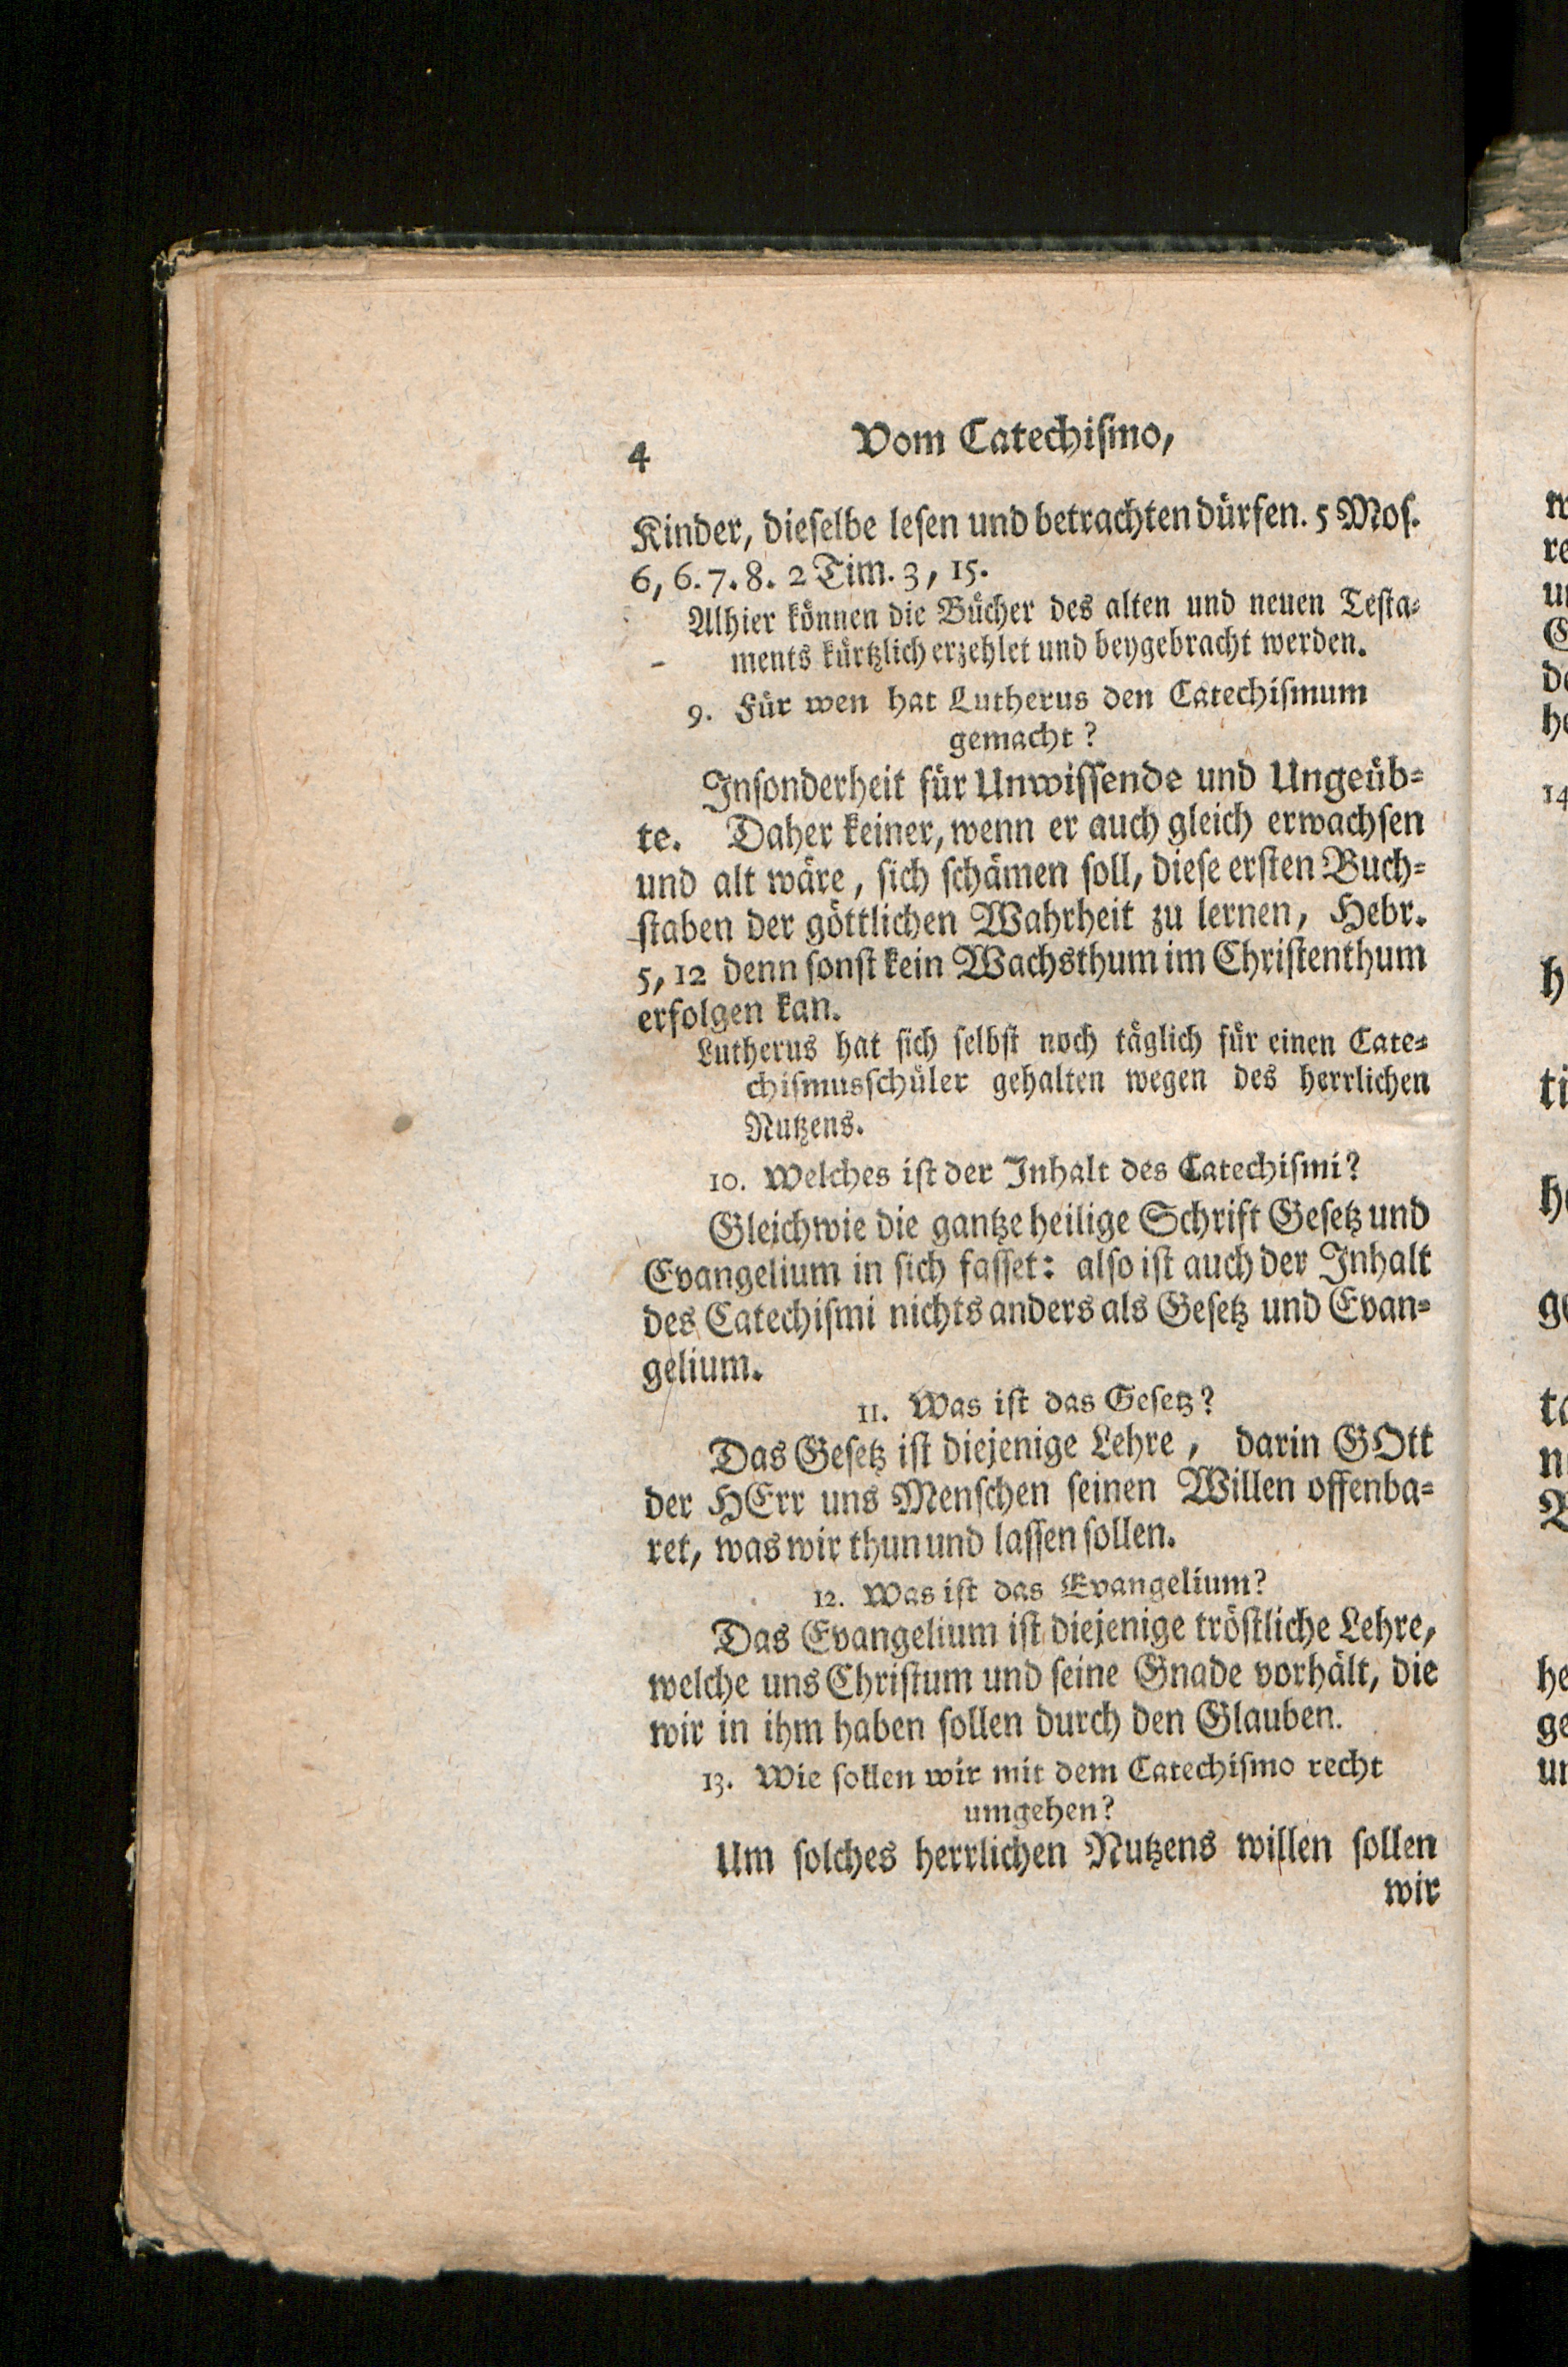 4 Vom Catechiſmo,
Kinder, dieſelbe leſen und betrachten dürfen. 5 Moſ.
6, 6. 7. 8. 2 Tim. 3, 15.
Alhier können die Bücher des alten und neuen Teſta-
ments kürtzlich erzehlet und beygebracht werden.
9. Für wen hat Lutherus den Catechiſmum
gemacht?
Inſonderheit für Unwiſſende und Ungeüb-
te. Daher keiner, wenn er auch gleich erwachſen
und alt wäre, ſich ſchämen ſoll, dieſe erſten Buch-
ſtaben der göttlichen Wahrheit zu lernen, Hebr.
5, 12 denn ſonſt kein Wachsthum im Chriſtenthum
erfolgen kan.
Lutherus hat ſich ſelbſt noch täglich für einen Cate-
chiſmusſchüler gehalten wegen des herrlichen
Nutzens.
10. Welches iſt der Inhalt des Catechiſmi?
Gleichwie die gantze heilige Schrift Geſetz und
Evangelium in ſich faſſet: alſo iſt auch der Inhalt
des Catechiſmi nichts anders als Geſetz und Evan-
gelium.
11. Was iſt das Geſetz?
Das Geſetz iſt diejenige Lehre, darin GOtt
der HErr uns Menſchen ſeinen Willen offenba-
ret, was wir thun und laſſen ſollen.
12. Was iſt das Evangelium?
Das Evangelium iſt diejenige tröſtliche Lehre,
welche uns Chriſtum und ſeine Gnade vorhält, die
wir in ihm haben ſollen durch den Glauben.
13. Wie ſollen wir mit dem Catechiſmo recht
umgehen?
Um ſolches herrlichen Nutzens willen ſollen
wir